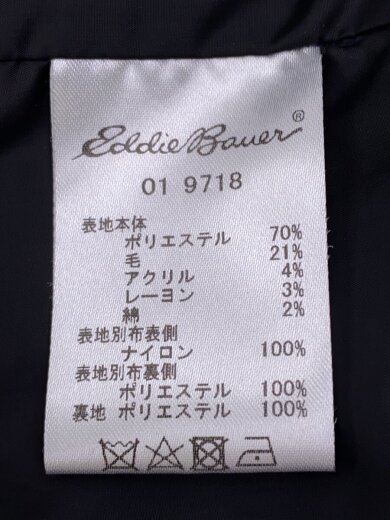 Eddie Bauer®
01 9718
表地本体
ポリエステル 70%
毛 21%
アクリル 4%
レーヨン 3%
綿 2%
表地別布表側
ナイロン 100%
表地別布裏側
ポリエステル 100%
裏地 ポリエステル 100%